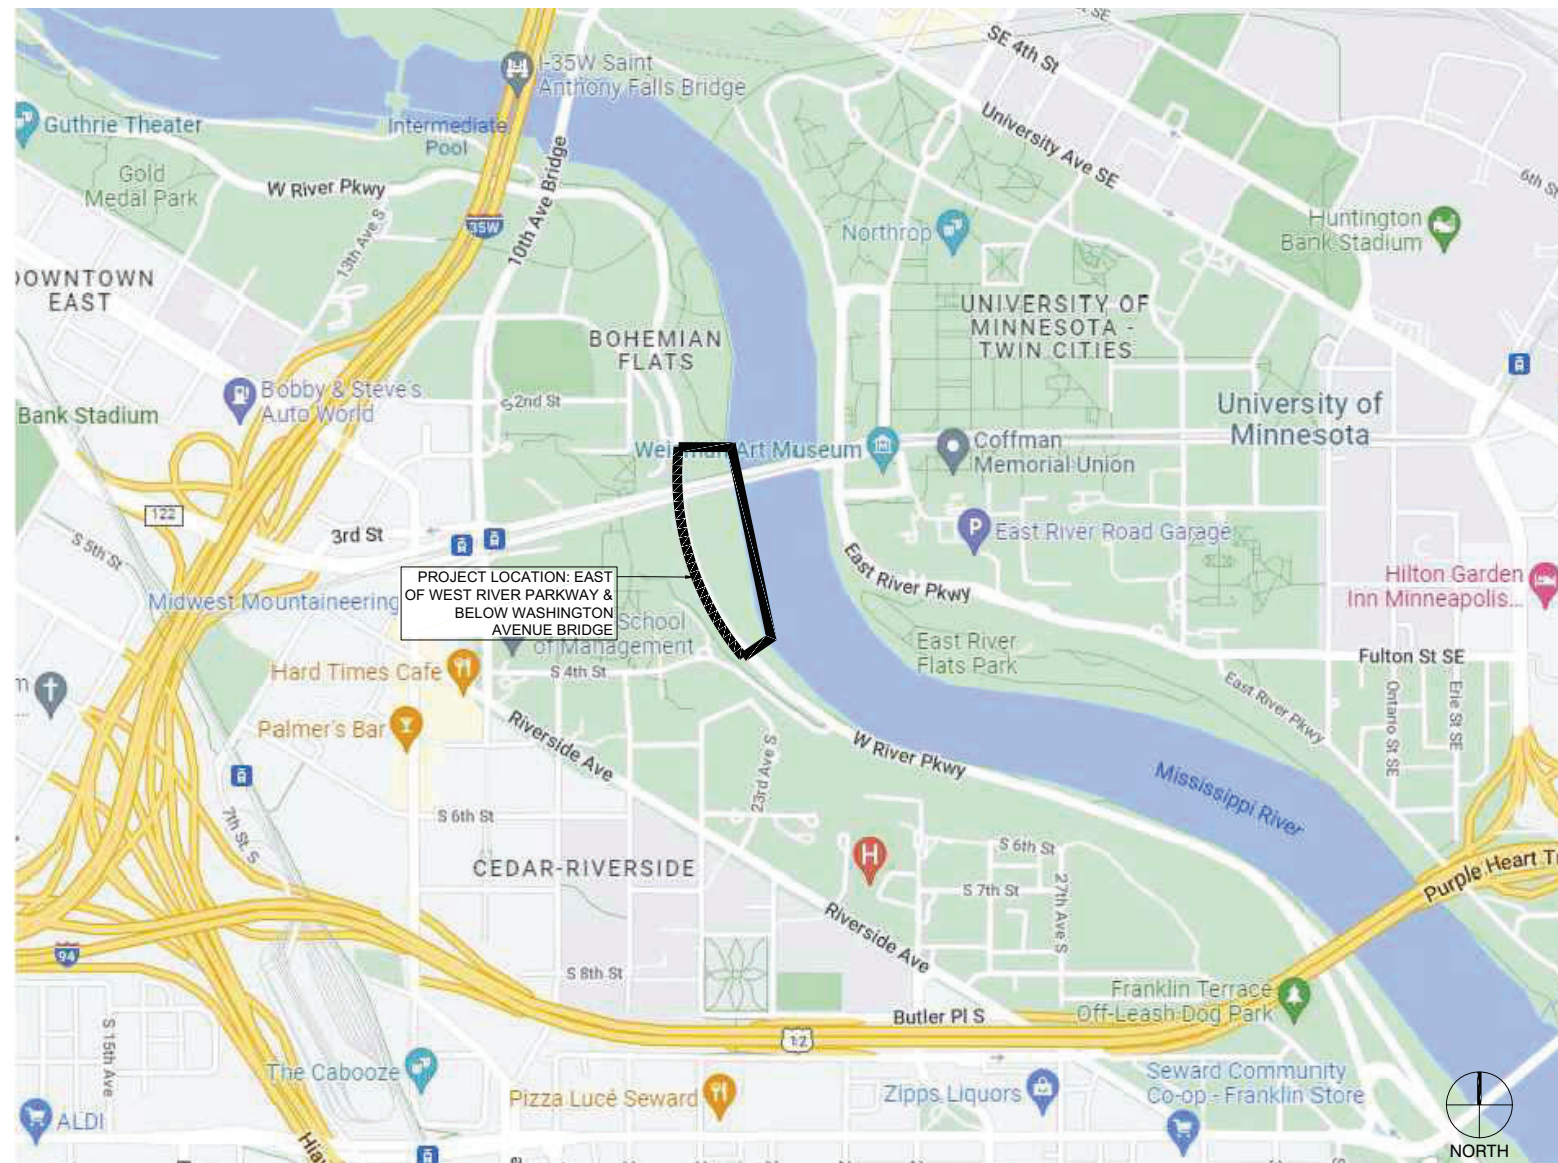 SE 4th St
I-35W Saint
Anthony Falls Bridge
Guthrie Theater
Intermediate
Pool
University Ave SE
Gold
Medal Park
W River Pkwy
10th Ave Bridge
6th St
35W
13th Ave S
Northrop
Huntington
Bank Stadium
DOWNTOWN
EAST
UNIVERSITY OF
MINNESOTA -
TWIN CITIES
BOHEMIAN
FLATS
Bobby & Steve's
Auto World
S 2nd St
Bank Stadium
University of
Minnesota
Art Museum
Coffman
Memorial Union
122
3rd St
S 5th St
P
East River Road Garage
East River Pkwy
PROJECT LOCATION: EAST
OF WEST RIVER PARKWAY &
BELOW WASHINGTON
AVENUE BRIDGE
Hilton Garden
Inn Minneapolis...
Midwest Mountaineering
School
of Management
East River
Flats Park
Fulton St SE
S 4th St
Hard Times Cafe
East River Pkwy
Ontario St SE
Erie St SE
Palmer's Bar
Riverside Ave
W River Pkwy
23rd Ave S
Mississippi River
7th St. S
S 6th St
H
S 6th St
CEDAR-RIVERSIDE
S 7th St
27th Ave S
Purple Heart
Riverside Ave
94
S 8th St
Franklin Terrace
Off-Leash Dog Park
Butler Pl S
12
S 15th Ave
The Cabooze
Seward Community
Co-op - Franklin Store
Pizza Lucé Seward
Zipps Liquors
ALDI
NORTH